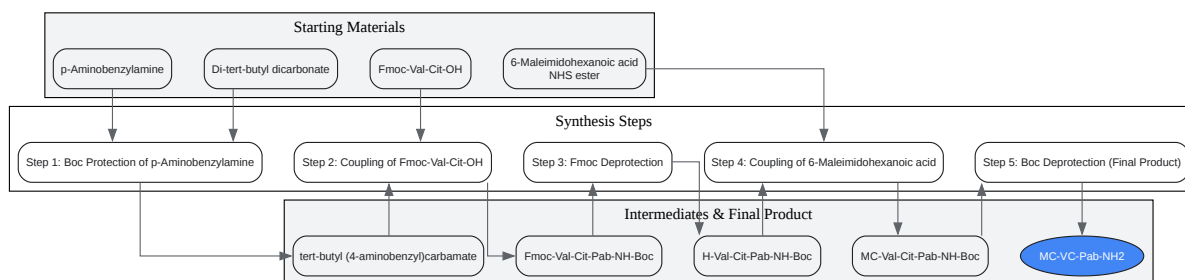 Starting Materials
p-Aminobenzylamine
Di-tert-butyl dicarbonate
Fmoc-Val-Cit-OH
6-Maleimidohexanoic acid
NHS ester
Synthesis Steps
Step 1: Boc Protection of p-Aminobenzylamine
Step 2: Coupling of Fmoc-Val-Cit-OH
Step 3: Fmoc Deprotection
Step 4: Coupling of 6-Maleimidohexanoic acid
Step 5: Boc Deprotection (Final Product)
Intermediates & Final Product
tert-butyl (4-aminobenzyl)carbamate
Fmoc-Val-Cit-Pab-NH-Boc
H-Val-Cit-Pab-NH-Boc
MC-Val-Cit-Pab-NH-Boc
MC-VC-Pab-NH2